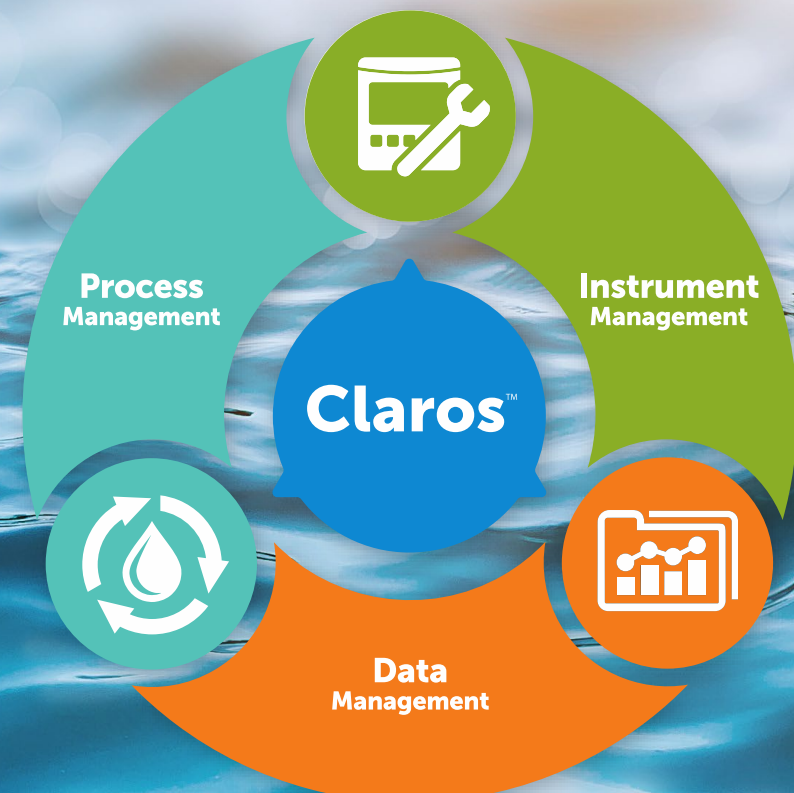 Process
Management
Instrument
Management
Claros™
Data
Management